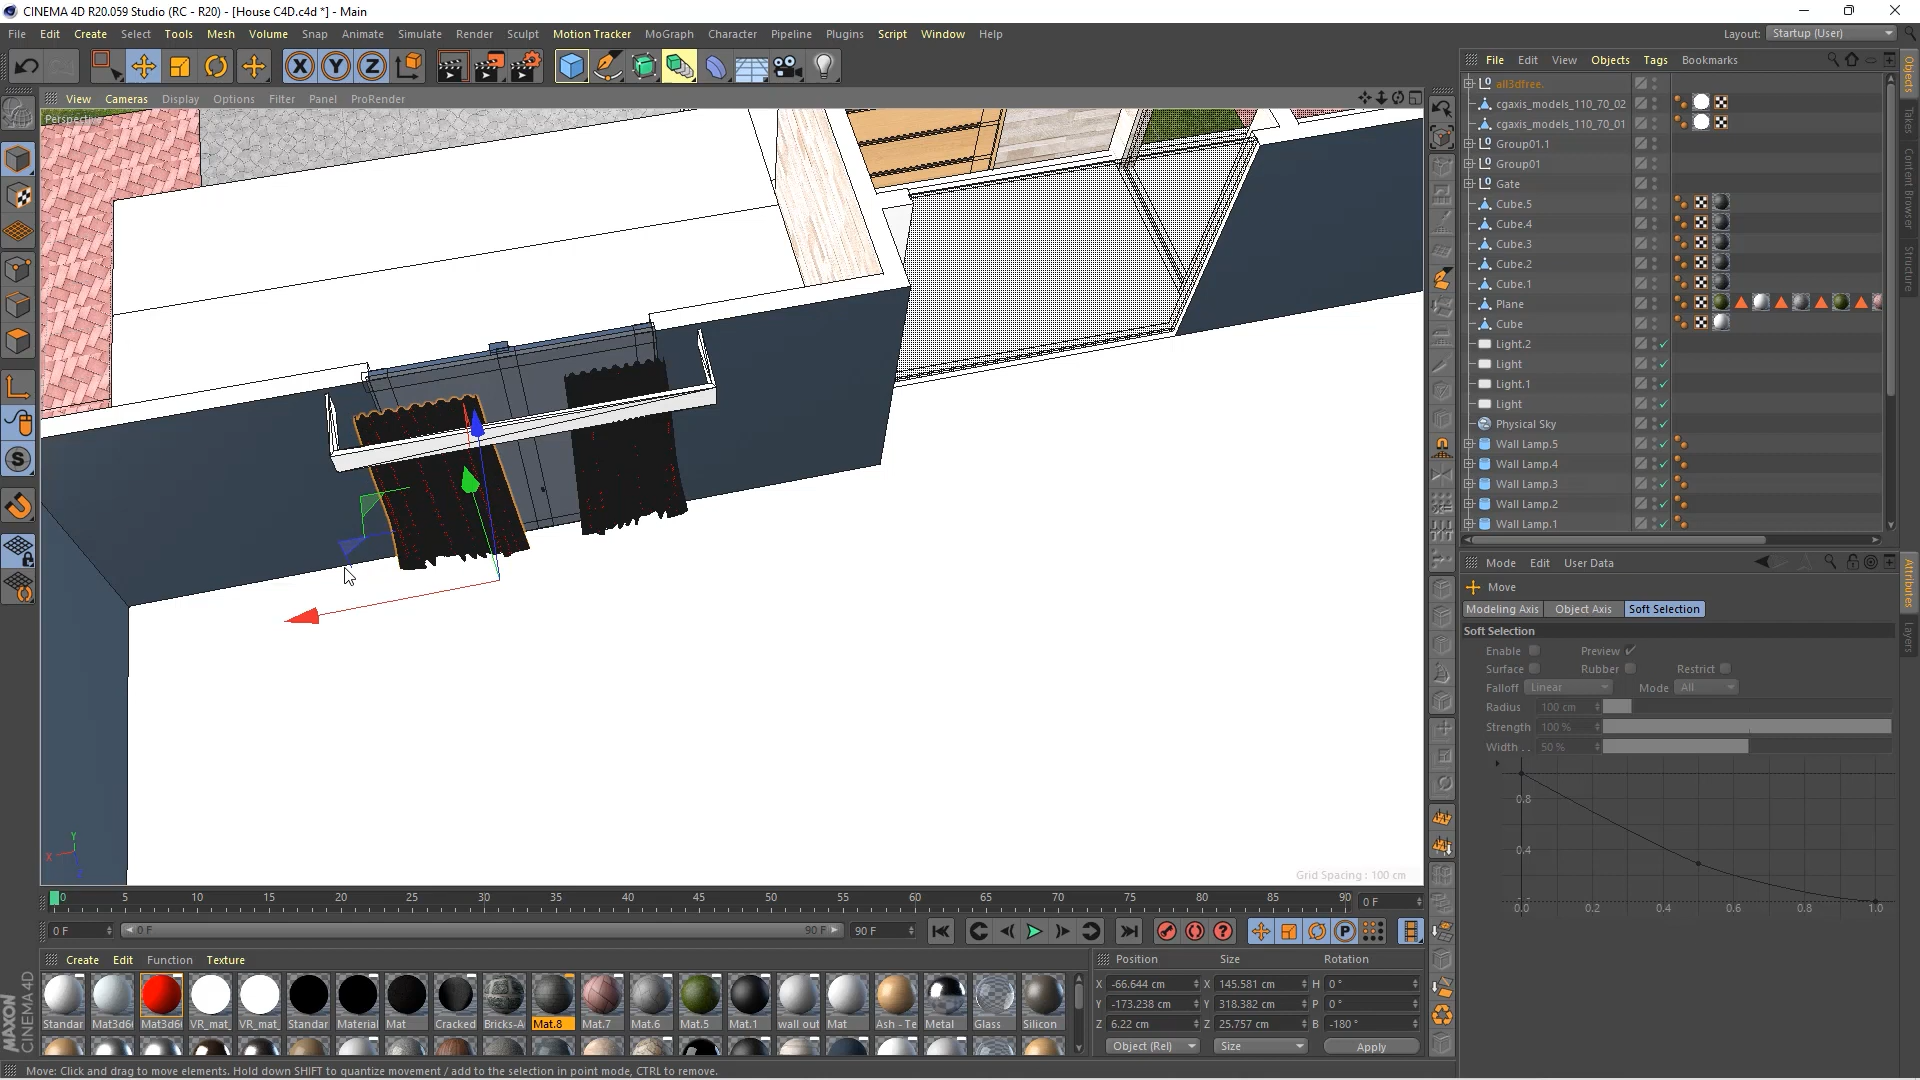 CINEMA 4D R20.059 Studio (RC - R20) - [House C4D.c4d *] - Main
File Edit Create Select Tools Mesh Volume Snap Animate Simulate Render Sculpt Motion Tracker MoGraph Character Pipeline Plugins Script Window Help
Layout: Startup (User)
View Cameras Display Options Filter Panel ProRender
Perspective
File Edit View Objects Tags Bookmarks
all3dfree.
cgaxis_models_110_70_02
cgaxis_models_110_70_01
Group01.1
Group01
Gate
Cube.5
Cube.4
Cube.3
Cube.2
Cube.1
Plane
Cube
Light.2
Light
Light.1
Light
Physical Sky
Wall Lamp.5
Wall Lamp.4
Wall Lamp.3
Wall Lamp.2
Wall Lamp.1
Objects
Takes
Content Browser
Structure
Mode Edit User Data
Move
Modeling Axis Object Axis Soft Selection
Soft Selection
Enable Preview
Surface Rubber Restrict
Falloff Linear Mode All
Radius 100 cm
Strength 100 %
Width . . 50 %
0.8
0.4
0.0 0.2 0.4 0.6 0.8 1.0
Attributes
Layers
Grid Spacing : 100 cm
0 5 10 15 20 25 30 35 40 45 50 55 60 65 70 75 80 85 90 0 F
0 F 0 F 90 F 90 F
Create Edit Function Texture
Standar Mat3d6 Mat3d6 VR_mat_ VR_mat_ Standar Material Mat Cracked Bricks-A Mat.8 Mat.7 Mat.6 Mat.5 Mat.1 wall out Mat Ash - Te Metal Glass Silicon
Position Size Rotation
X -66.644 cm X 145.581 cm H 0 °
Y -173.238 cm Y 318.382 cm P 0 °
Z 6.22 cm Z 25.757 cm B -180 °
Object (Rel) Size Apply
MAXON CINEMA 4D
Move: Click and drag to move elements. Hold down SHIFT to quantize movement / add to the selection in point mode, CTRL to remove.